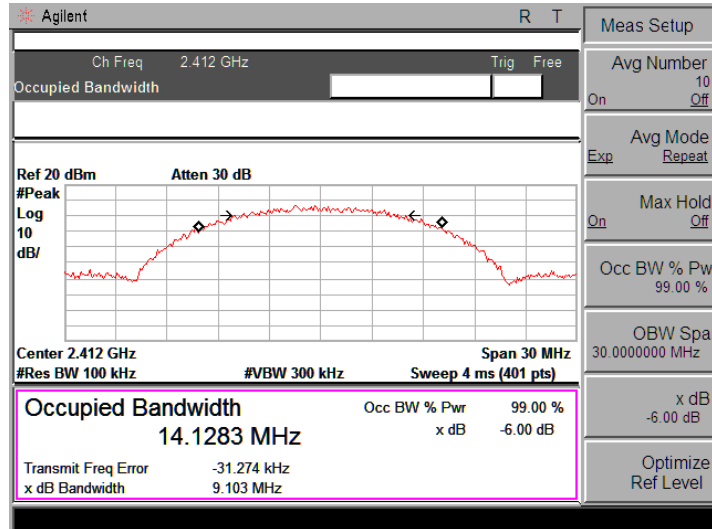 Agilent R T
Ch Freq 2.412 GHz Trig Free
Occupied Bandwidth
Ref 20 dBm Atten 30 dB
#Peak
Log
10
dB/
Center 2.412 GHz Span 30 MHz
#Res BW 100 kHz #VBW 300 kHz Sweep 4 ms (401 pts)
Occupied Bandwidth Occ BW % Pwr 99.00 %
14.1283 MHz x dB -6.00 dB
Transmit Freq Error -31.274 kHz
x dB Bandwidth 9.103 MHz
Meas Setup
Avg Number
10
On Off
Avg Mode
Exp Repeat
Max Hold
On Off
Occ BW % Pw
99.00 %
OBW Spa
30.0000000 MHz
x dB
-6.00 dB
Optimize
Ref Level